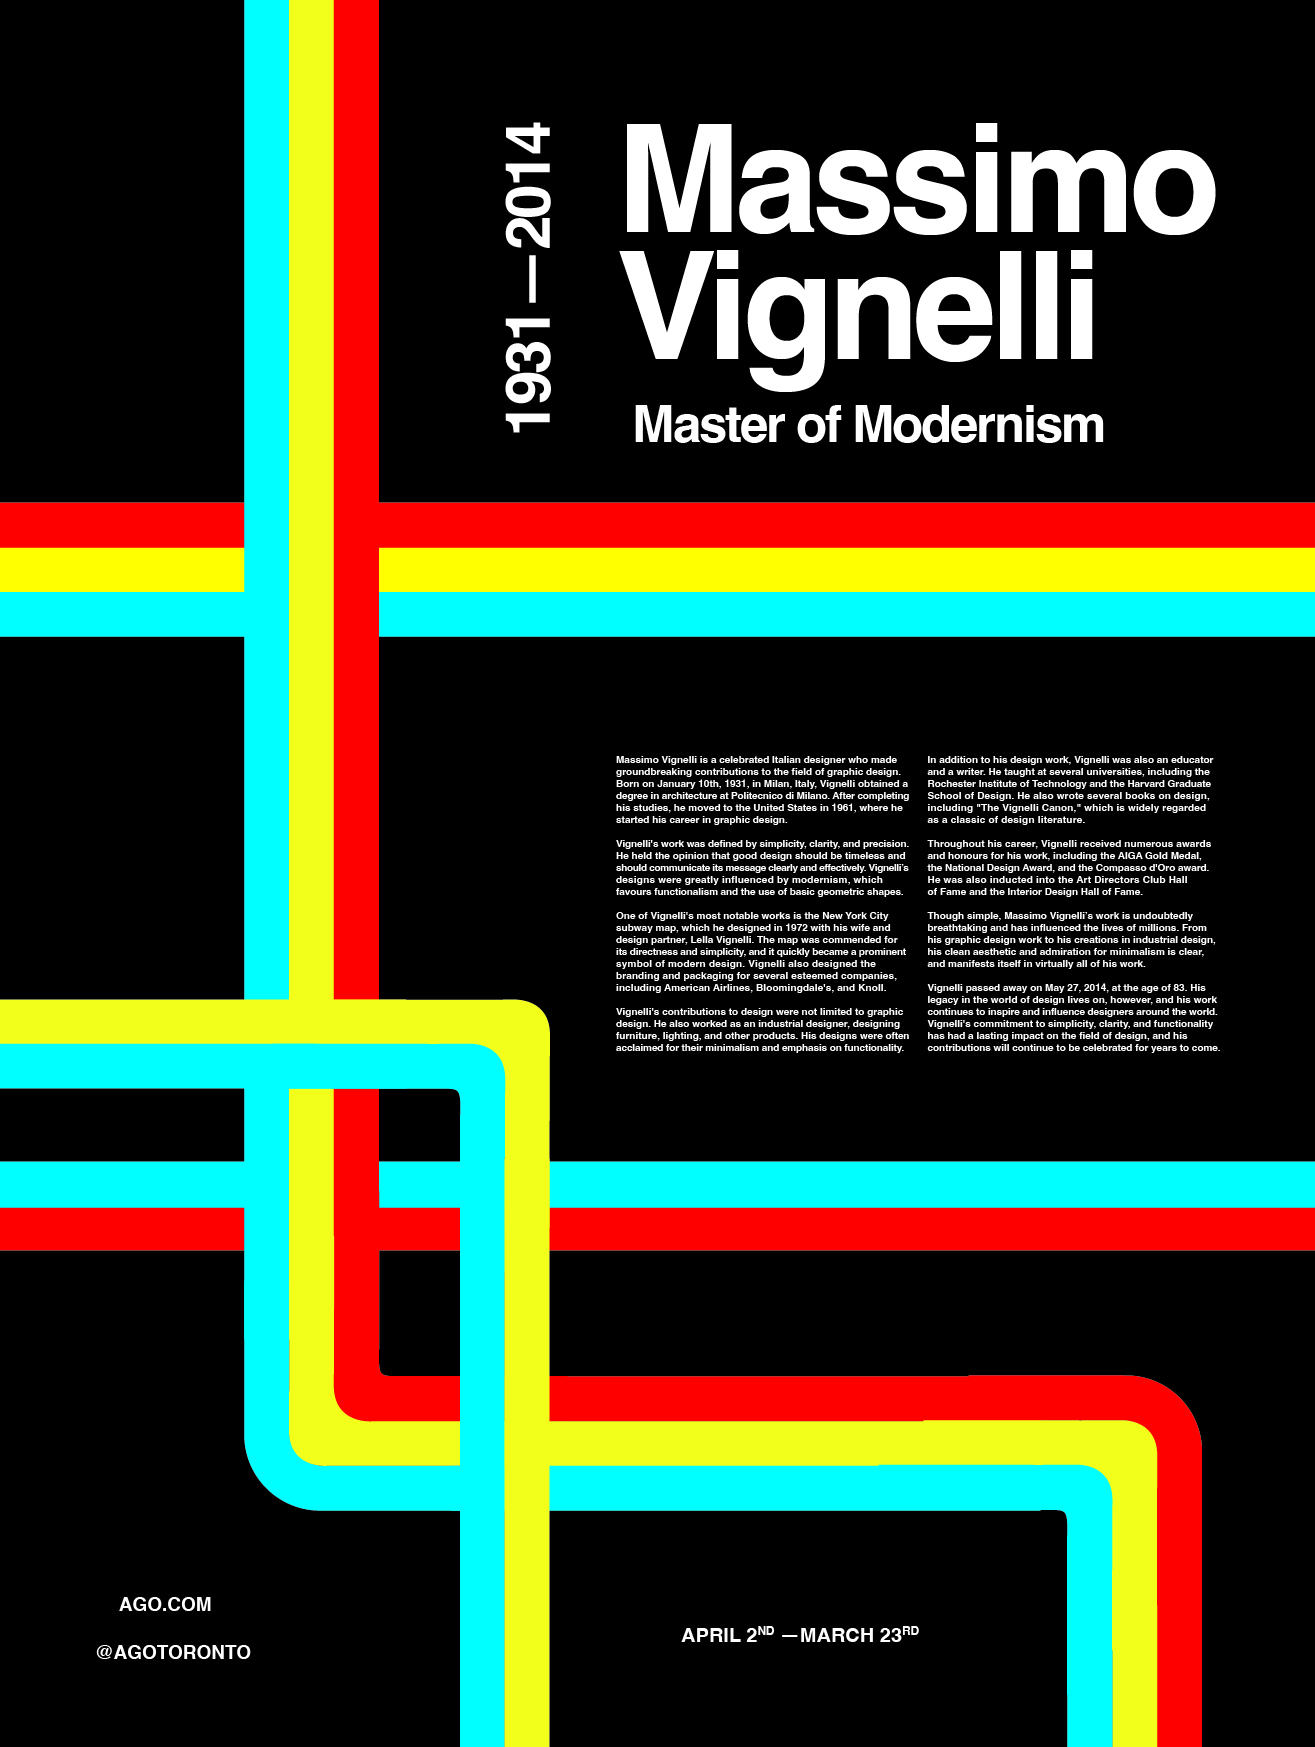 1931—2014
Massimo
Vignelli
Master of Modernism
Massimo Vignelli is a celebrated Italian designer who made
groundbreaking contributions to the field of graphic design.
Born on January 10th, 1931, in Milan, Italy, Vignelli obtained a
degree in architecture at Politecnico di Milano. After completing
his studies, he moved to the United States in 1961, where he
started his career in graphic design.
Vignelli's work was defined by simplicity, clarity, and precision.
He held the opinion that good design should be timeless and
should communicate its message clearly and effectively. Vignelli's
designs were greatly influenced by modernism, which
favours functionalism and the use of basic geometric shapes.
One of Vignelli's most notable works is the New York City
subway map, which he designed in 1972 with his wife and
design partner, Lella Vignelli. The map was commended for
its directness and simplicity, and it quickly became a prominent
symbol of modern design. Vignelli also designed the
branding and packaging for several esteemed companies,
including American Airlines, Bloomingdale's, and Knoll.
Vignelli's contributions to design were not limited to graphic
design. He also worked as an industrial designer, designing
furniture, lighting, and other products. His designs were often
acclaimed for their minimalism and emphasis on functionality.
In addition to his design work, Vignelli was also an educator
and a writer. He taught at several universities, including the
Rochester Institute of Technology and the Harvard Graduate
School of Design. He also wrote several books on design,
including "The Vignelli Canon," which is widely regarded
as a classic of design literature.
Throughout his career, Vignelli received numerous awards
and honours for his work, including the AIGA Gold Medal,
the National Design Award, and the Compasso d'Oro award.
He was also inducted into the Art Directors Club Hall
of Fame and the Interior Design Hall of Fame.
Though simple, Massimo Vignelli's work is undoubtedly
breathtaking and has influenced the lives of millions. From
his graphic design work to his creations in industrial design,
his clean aesthetic and admiration for minimalism is clear,
and manifests itself in virtually all of his work.
Vignelli passed away on May 27, 2014, at the age of 83. His
legacy in the world of design lives on, however, and his work
continues to inspire and influence designers around the world.
Vignelli's commitment to simplicity, clarity, and functionality
has had a lasting impact on the field of design, and his
contributions will continue to be celebrated for years to come.
AGO.COM
@AGOTORONTO
APRIL 2ND —MARCH 23RD